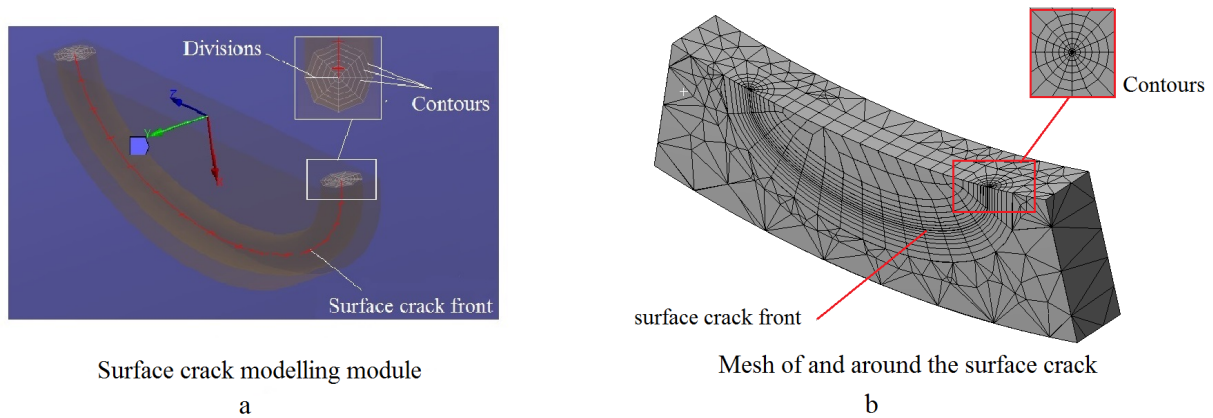 Divisions
Contours
Z
Y
Surface crack front
Surface crack modelling module
a
Contours
surface crack front
Mesh of and around the surface crack
b